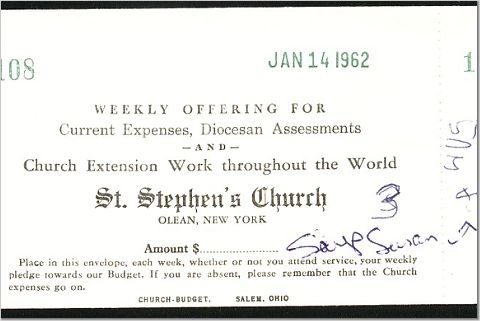 108
JAN 14 1962
1
WEEKLY OFFERING FOR
Current Expenses, Diocesan Assessments
—AND—
Church Extension Work throughout the World
St. Stephen's Church
3
OLEAN, NEW YORK
Amount $
Susan
Place in this envelope, each week, whether or not you attend service, your weekly
pledge towards our Budget. If you are absent, please remember that the Church
expenses go on.
CHURCH-BUDGET, SALEM, OHIO